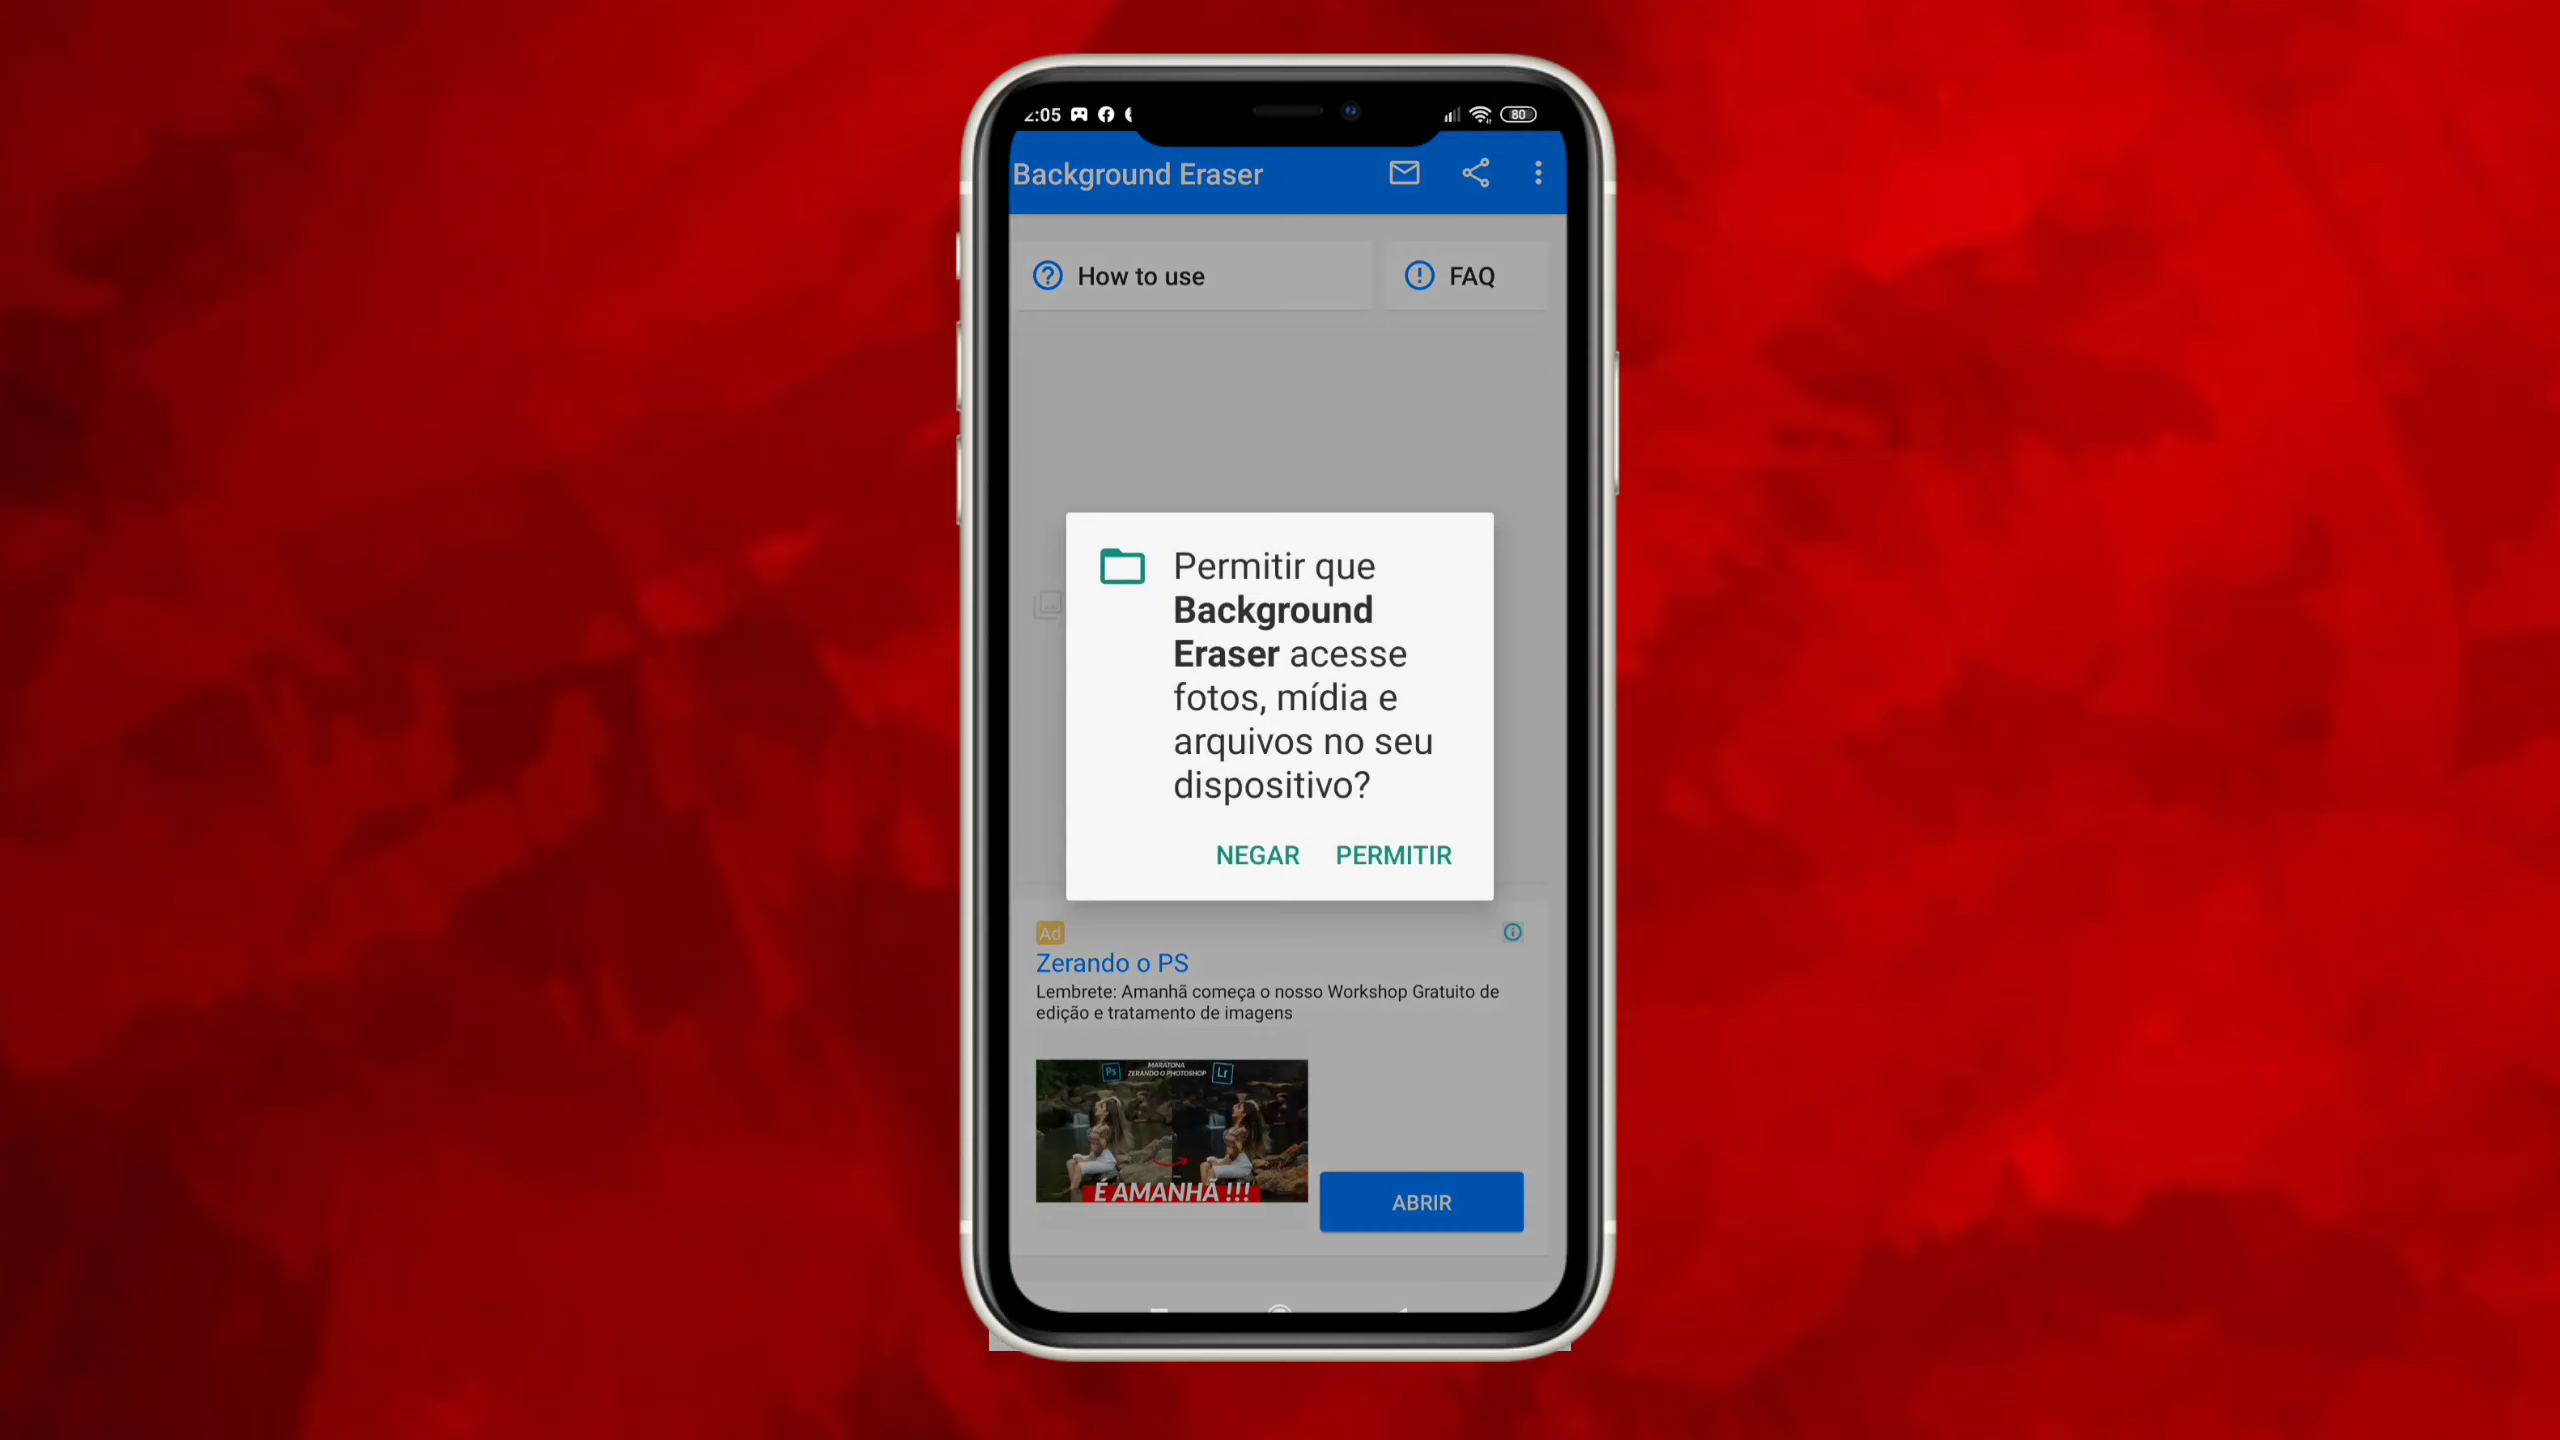 2:05
80
Background Eraser
How to use
FAQ
Permitir que
Background
Eraser acesse
fotos, mídia e
arquivos no seu
dispositivo?
NEGAR PERMITIR
Ad
Zerando o PS
Lembrete: Amanhã começa o nosso Workshop Gratuito de
edição e tratamento de imagens
Ps
MARATONA
ZERANDO O PHOTOSHOP
Lr
É AMANHÃ !!!
ABRIR